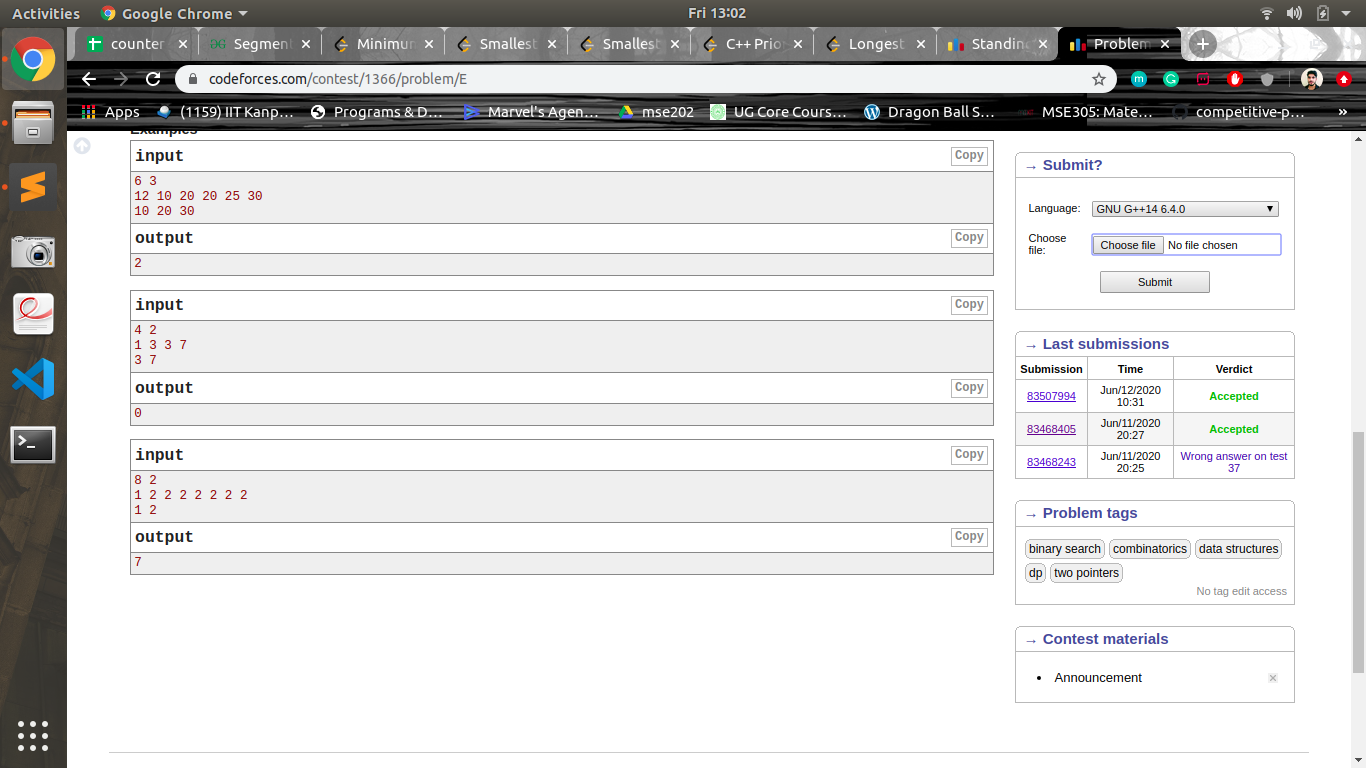 Activities Google Chrome Fri 13:02
counter Segment Minimum Smallest Smallest C++ Prio Longest Standin Problem
codeforces.com/contest/1366/problem/E
Apps (1159) IIT Kanp... Programs & D... Marvel's Agen... mse202 UG Core Cours... Dragon Ball S... MSE305: Mate... competitive-p... »
Examples
input Copy
6 3
12 10 20 20 25 30
10 20 30
output Copy
2
input Copy
4 2
1 3 3 7
3 7
output Copy
0
input Copy
8 2
1 2 2 2 2 2 2 2
1 2
output Copy
7
→ Submit?
Language: GNU G++14 6.4.0
Choose file: Choose file No file chosen
Submit
→ Last submissions
Submission Time Verdict
83507994 Jun/12/2020 10:31 Accepted
83468405 Jun/11/2020 20:27 Accepted
83468243 Jun/11/2020 20:25 Wrong answer on test 37
→ Problem tags
binary search combinatorics data structures
dp two pointers
No tag edit access
→ Contest materials
Announcement